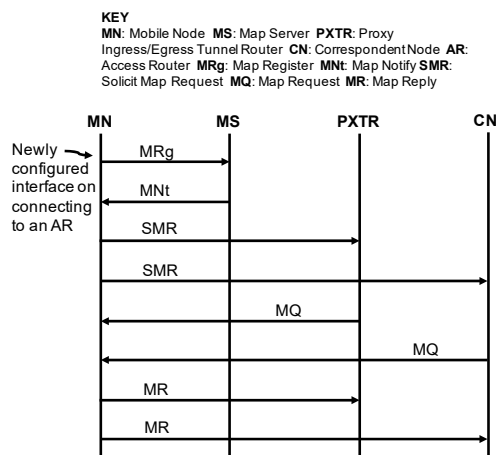 KEY
MN: Mobile Node MS: Map Server PXTR: Proxy
Ingress/Egress Tunnel Router CN: Correspondent Node AR:
Access Router MRg: Map Register MNt: Map Notify SMR:
Solicit Map Request MQ: Map Request MR: Map Reply
MN MS PXTR CN
Newly
configured
interface on
connecting
to an AR
MRg
MNt
SMR
SMR
MQ
MQ
MR
MR